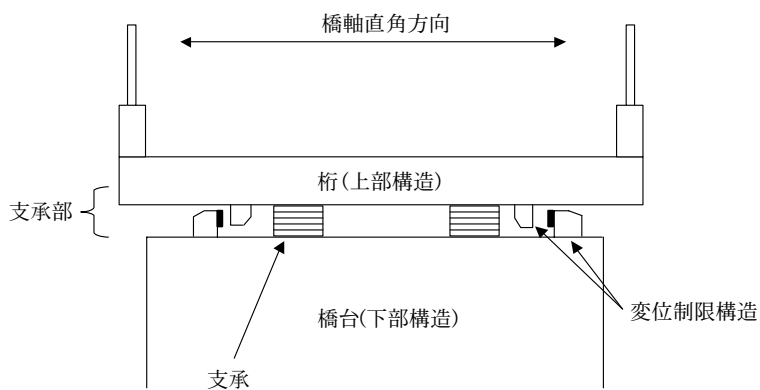 橋軸直角方向
桁(上部構造)
支承部
橋台(下部構造)
変位制限構造
支承